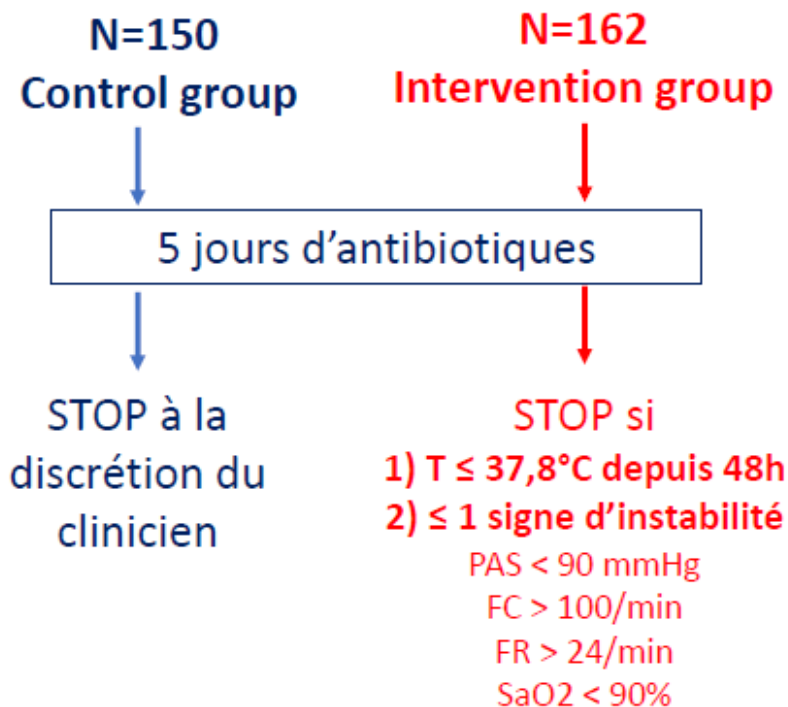 N=150
Control group
N=162
Intervention group
5 jours d'antibiotiques
STOP à la
discrétion du
clinicien
STOP si
1) T ≤ 37,8°C depuis 48h
2) ≤ 1 signe d'instabilité
PAS < 90 mmHg
FC > 100/min
FR > 24/min
SaO2 < 90%